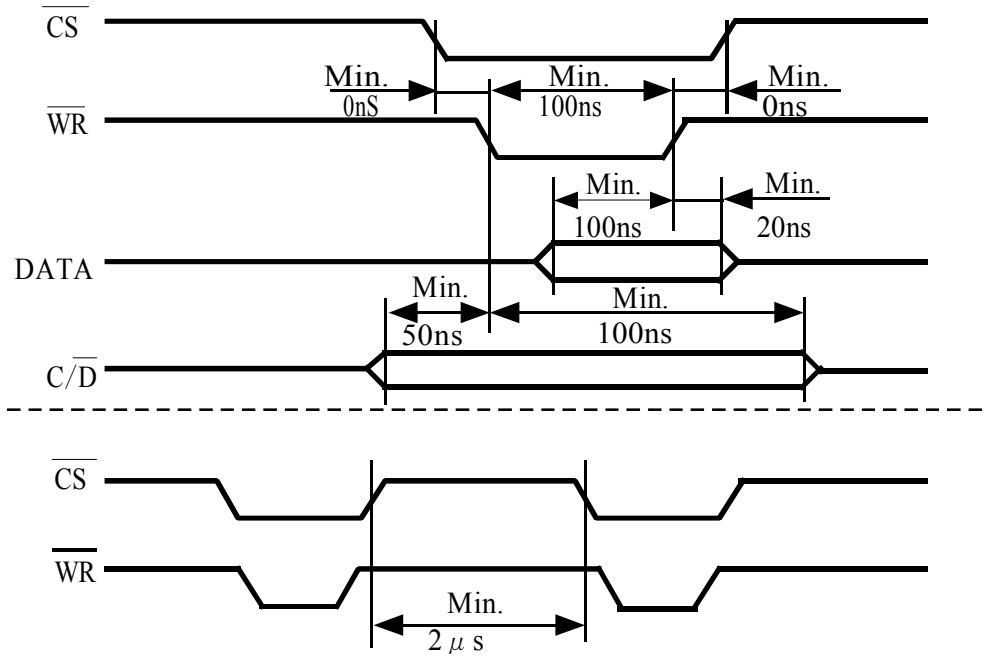 CS
Min. Min. Min.
0nS 100ns 0ns
WR
Min. Min.
100ns 20ns
DATA
Min. Min.
50ns 100ns
C/D
CS
WR
Min.
2 μ s